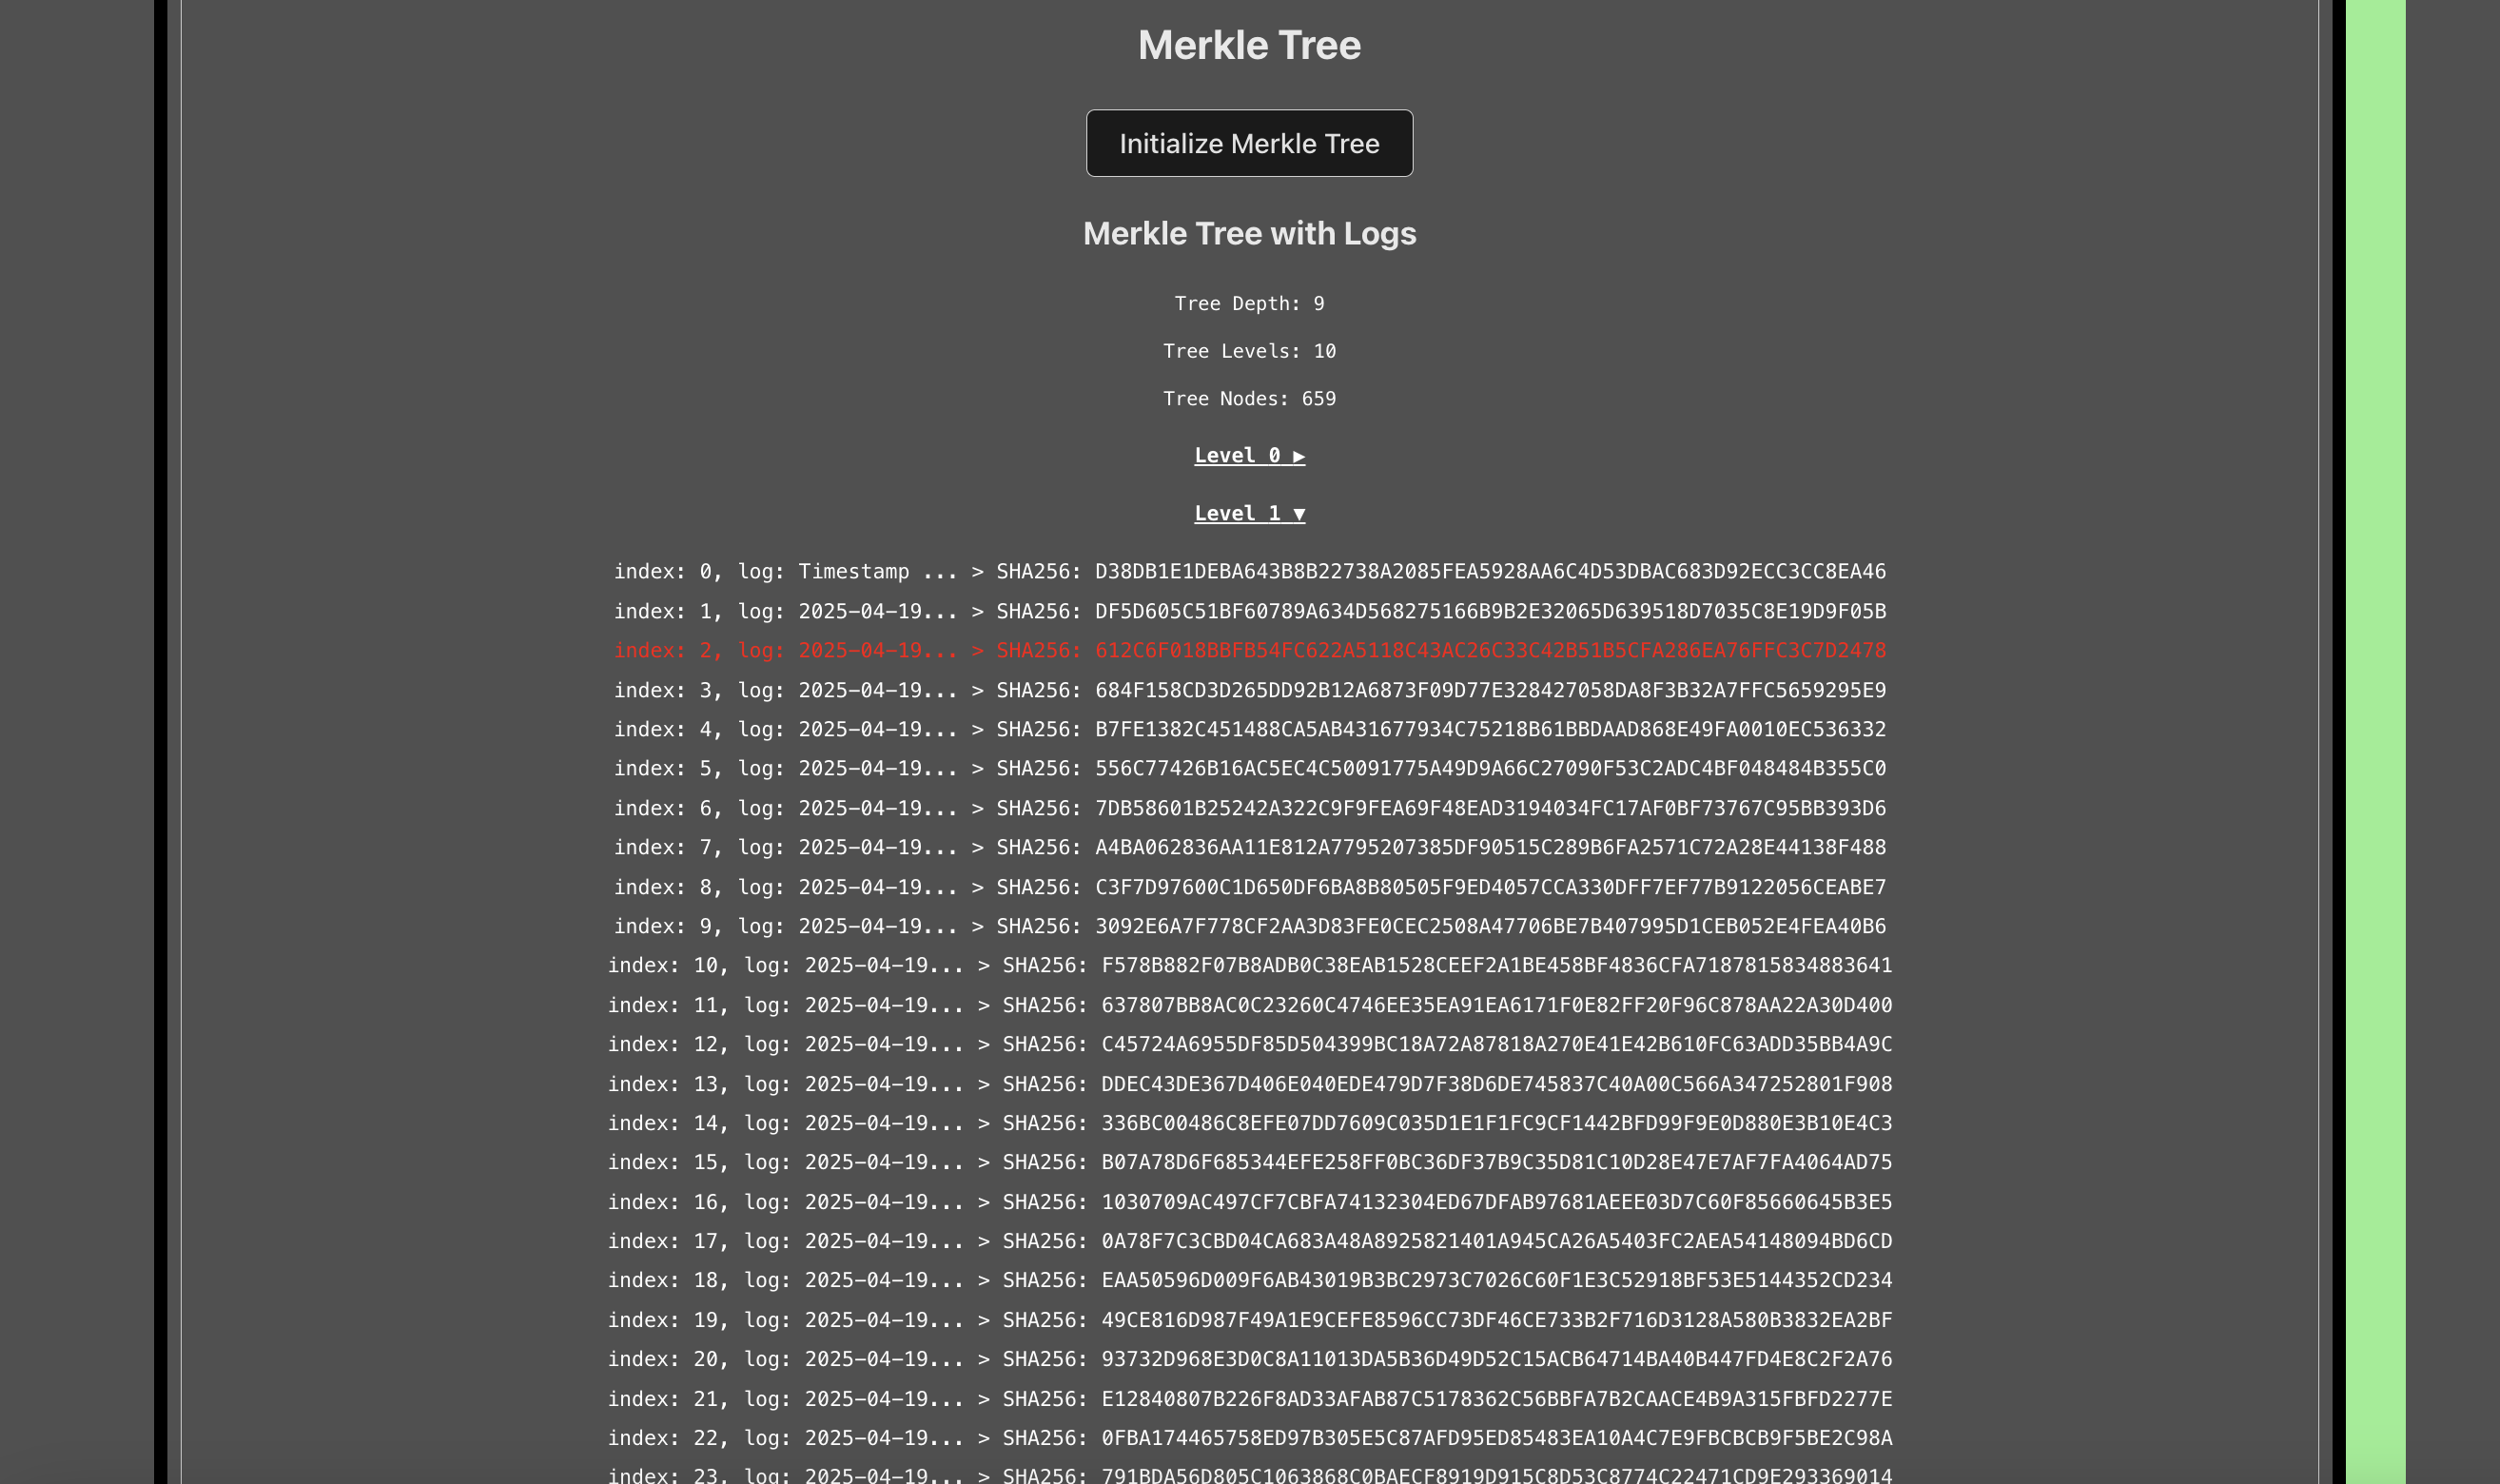 Merkle Tree
Initialize Merkle Tree
Merkle Tree with Logs
Tree Depth: 9
Tree Levels: 10
Tree Nodes: 659
Level 0 ▶
Level 1 ▼
index: 0, log: Timestamp ... > SHA256: D38DB1E1DEBA643B8B22738A2085FEA5928AA6C4D53DBAC683D92ECC3CC8EA46
index: 1, log: 2025-04-19... > SHA256: DF5D605C51BF60789A634D568275166B9B2E32065D639518D7035C8E19D9F05B
index: 2, log: 2025-04-19... > SHA256: 612C6F018BBFB54FC622A5118C43AC26C33C42B51B5CFA286EA76FFC3C7D2478
index: 3, log: 2025-04-19... > SHA256: 684F158CD3D265DD92B12A6873F09D77E328427058DA8F3B32A7FFC5659295E9
index: 4, log: 2025-04-19... > SHA256: B7FE1382C451488CA5AB431677934C75218B61BBDAAD868E49FA0010EC536332
index: 5, log: 2025-04-19... > SHA256: 556C77426B16AC5EC4C50091775A49D9A66C27090F53C2ADC4BF048484B355C0
index: 6, log: 2025-04-19... > SHA256: 7DB58601B25242A322C9F9FEA69F48EAD3194034FC17AF0BF73767C95BB393D6
index: 7, log: 2025-04-19... > SHA256: A4BA062836AA11E812A7795207385DF90515C289B6FA2571C72A28E44138F488
index: 8, log: 2025-04-19... > SHA256: C3F7D97600C1D650DF6BA8B80505F9ED4057CCA330DFF7EF77B9122056CEABE7
index: 9, log: 2025-04-19... > SHA256: 3092E6A7F778CF2AA3D83FE0CEC2508A47706BE7B407995D1CEB052E4FEA40B6
index: 10, log: 2025-04-19... > SHA256: F578B882F07B8ADB0C38EAB1528CEEF2A1BE458BF4836CFA7187815834883641
index: 11, log: 2025-04-19... > SHA256: 637807BB8AC0C23260C4746EE35EA91EA6171F0E82FF20F96C878AA22A30D400
index: 12, log: 2025-04-19... > SHA256: C45724A6955DF85D504399BC18A72A87818A270E41E42B610FC63ADD35BB4A9C
index: 13, log: 2025-04-19... > SHA256: DDEC43DE367D406E040EDE479D7F38D6DE745837C40A00C566A347252801F908
index: 14, log: 2025-04-19... > SHA256: 336BC00486C8EFE07DD7609C035D1E1F1FC9CF1442BFD99F9E0D880E3B10E4C3
index: 15, log: 2025-04-19... > SHA256: B07A78D6F685344EFE258FF0BC36DF37B9C35D81C10D28E47E7AF7FA4064AD75
index: 16, log: 2025-04-19... > SHA256: 1030709AC497CF7CBFA74132304ED67DFAB97681AEEE03D7C60F85660645B3E5
index: 17, log: 2025-04-19... > SHA256: 0A78F7C3CBD04CA683A48A8925821401A945CA26A5403FC2AEA54148094BD6CD
index: 18, log: 2025-04-19... > SHA256: EAA50596D009F6AB43019B3BC2973C7026C60F1E3C52918BF53E5144352CD234
index: 19, log: 2025-04-19... > SHA256: 49CE816D987F49A1E9CEFE8596CC73DF46CE733B2F716D3128A580B3832EA2BF
index: 20, log: 2025-04-19... > SHA256: 93732D968E3D0C8A11013DA5B36D49D52C15ACB64714BA40B447FD4E8C2F2A76
index: 21, log: 2025-04-19... > SHA256: E12840807B226F8AD33AFAB87C5178362C56BBFA7B2CAACE4B9A315FBFD2277E
index: 22, log: 2025-04-19... > SHA256: 0FBA174465758ED97B305E5C87AFD95ED85483EA10A4C7E9FBCBCB9F5BE2C98A
index: 23, log: 2025-04-19... > SHA256: 791BDA56D805C1063868C0BAECF8919D915C8D53C8774C22471CD9E293369014